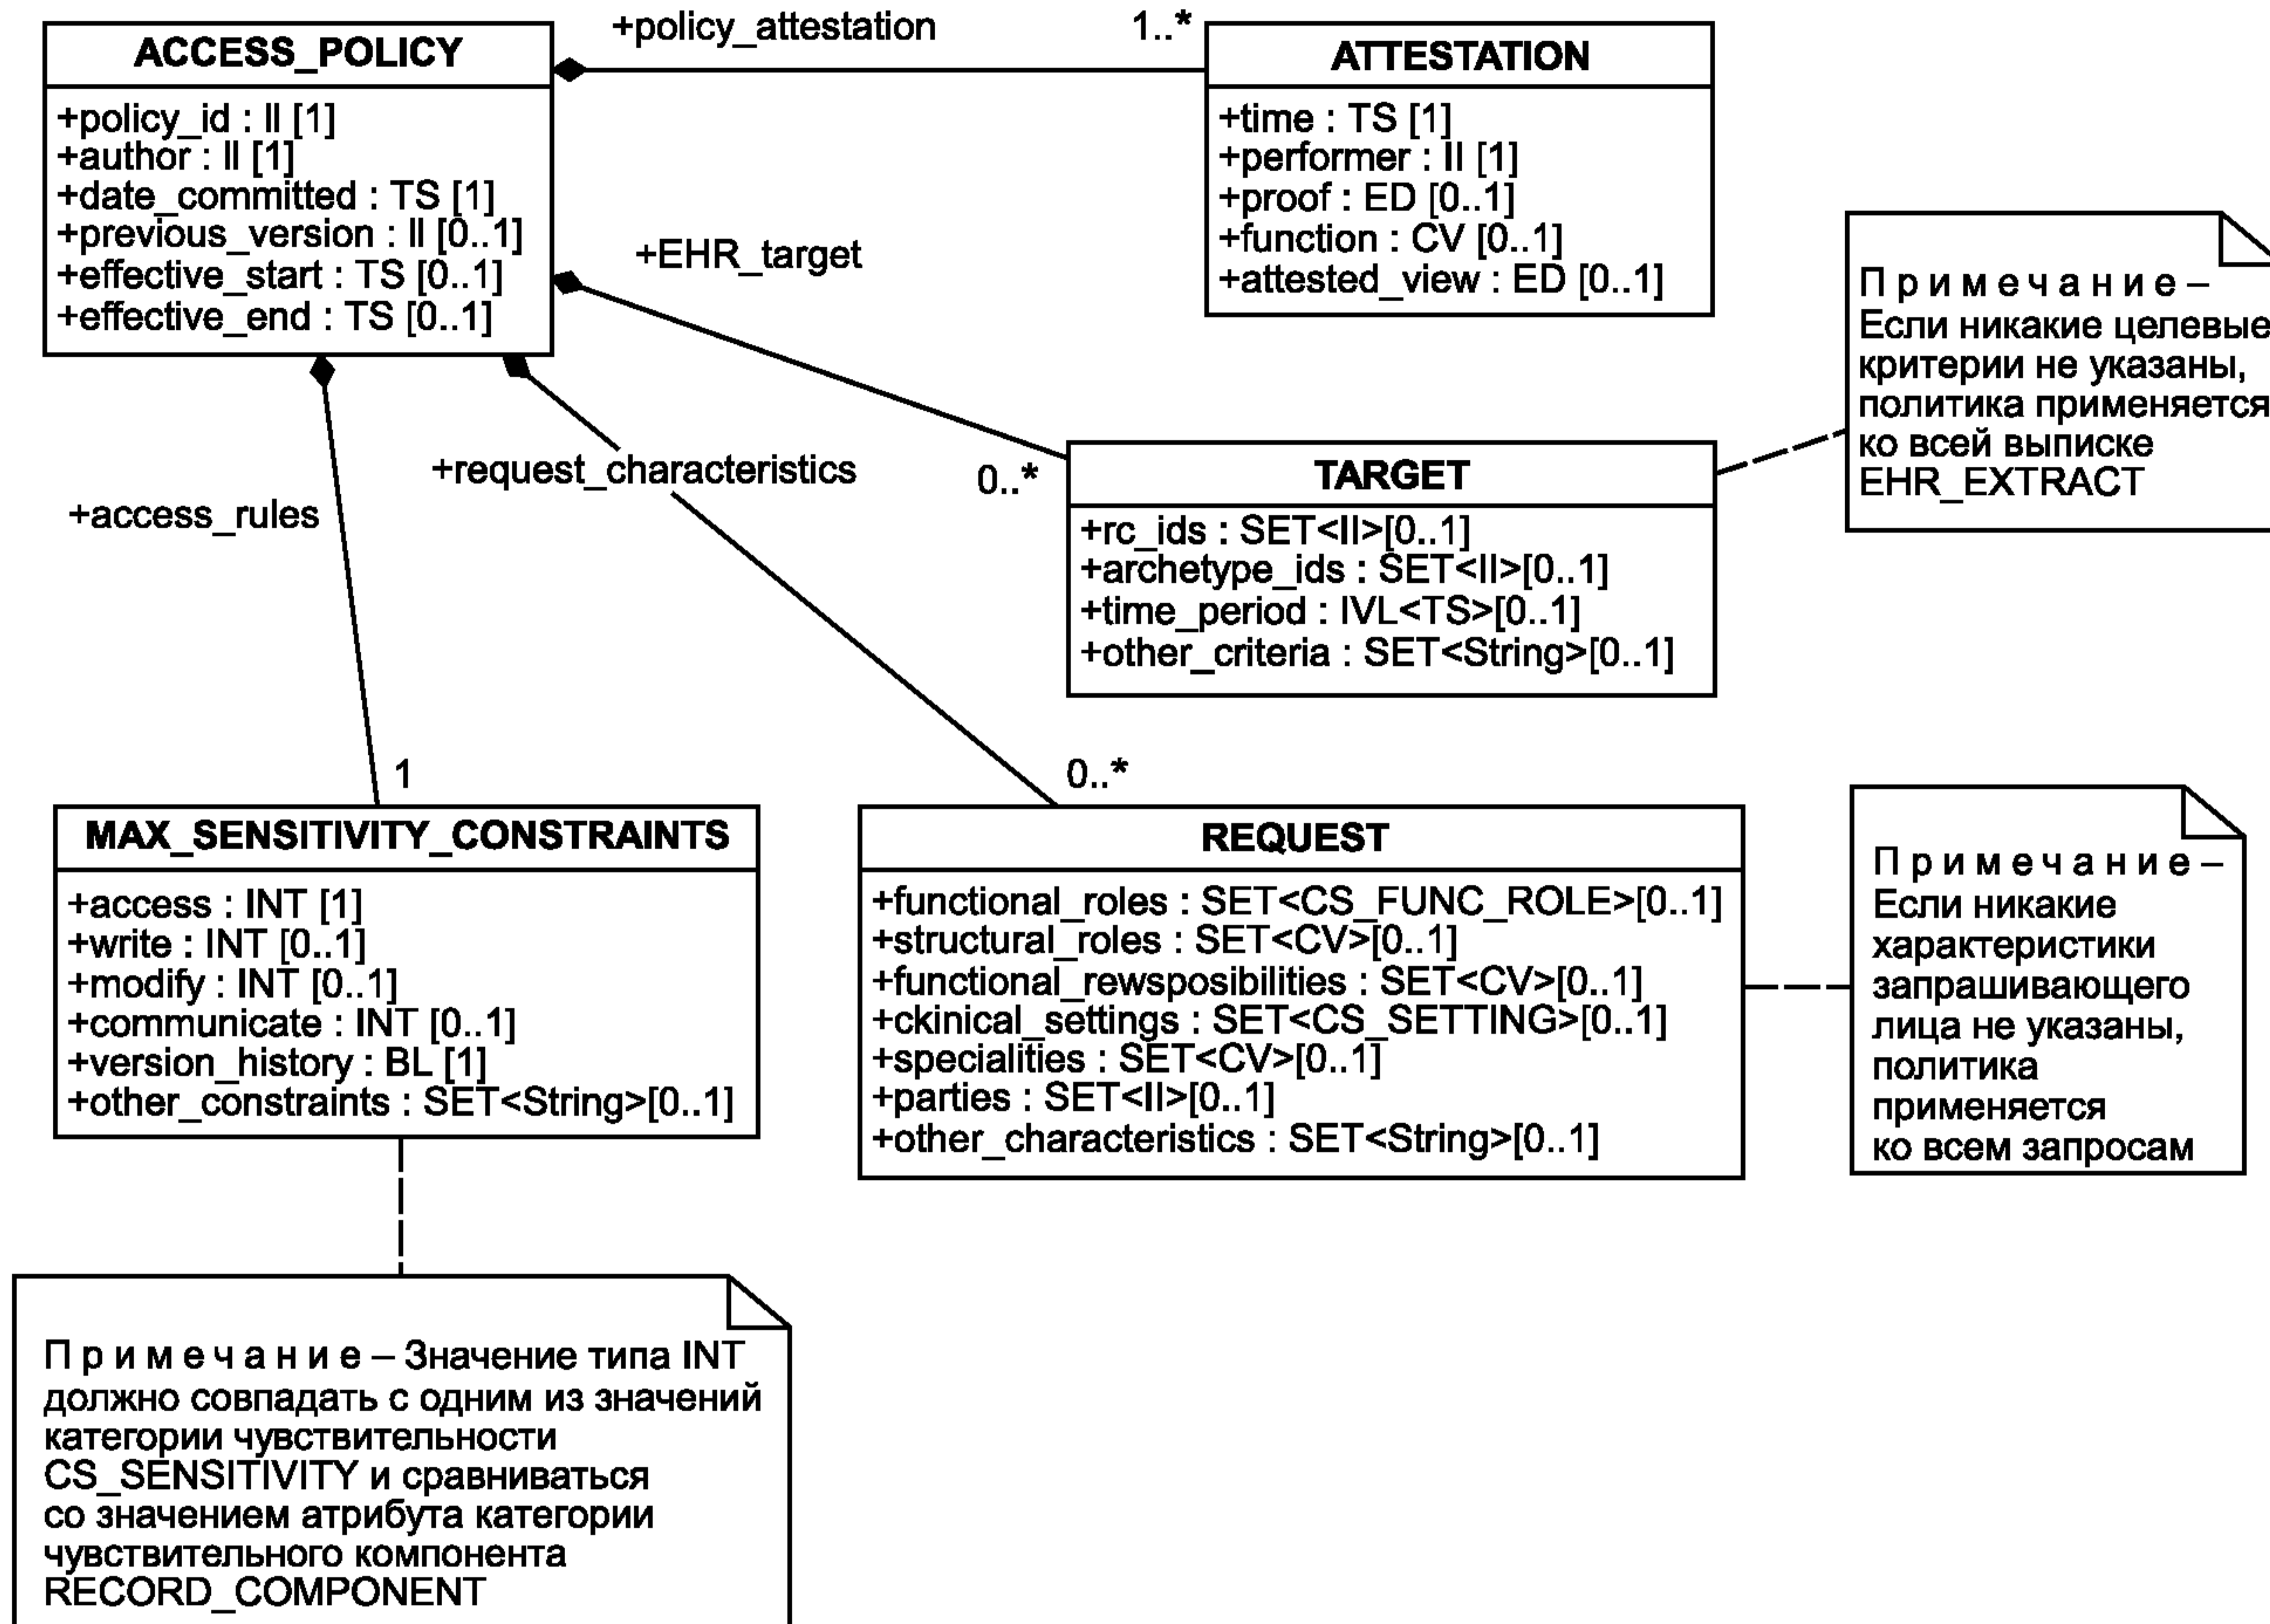 ACCESS_POLICY
+policy_id : II [1]
+author : II [1]
+date_committed : TS [1]
+previous_version : II [0..1]
+effective_start : TS [0..1]
+effective_end : TS [0..1]
+policy_attestation
1..*
ATTESTATION
+time : TS [1]
+performer : II [1]
+proof : ED [0..1]
+function : CV [0..1]
+attested_view : ED [0..1]
+EHR_target
0..*
TARGET
+rc_ids : SET<II>[0..1]
+archetype_ids : SET<II>[0..1]
+time_period : IVL<TS>[0..1]
+other_criteria : SET<String>[0..1]
П р и м е ч а н и е –
Если никакие целевые
критерии не указаны,
политика применяется
ко всей выписке
EHR_EXTRACT
+request_characteristics
0..*
+access_rules
1
MAX_SENSITIVITY_CONSTRAINTS
+access : INT [1]
+write : INT [0..1]
+modify : INT [0..1]
+communicate : INT [0..1]
+version_history : BL [1]
+other_constraints : SET<String>[0..1]
REQUEST
+functional_roles : SET<CS_FUNC_ROLE>[0..1]
+structural_roles : SET<CV>[0..1]
+functional_rewsposibilities : SET<CV>[0..1]
+ckinical_settings : SET<CS_SETTING>[0..1]
+specialities : SET<CV>[0..1]
+parties : SET<II>[0..1]
+other_characteristics : SET<String>[0..1]
П р и м е ч а н и е –
Если никакие
характеристики
запрашивающего
лица не указаны,
политика
применяется
ко всем запросам
П р и м е ч а н и е – Значение типа INT
должно совпадать с одним из значений
категории чувствительности
CS_SENSITIVITY и сравниваться
со значением атрибута категории
чувствительного компонента
RECORD_COMPONENT